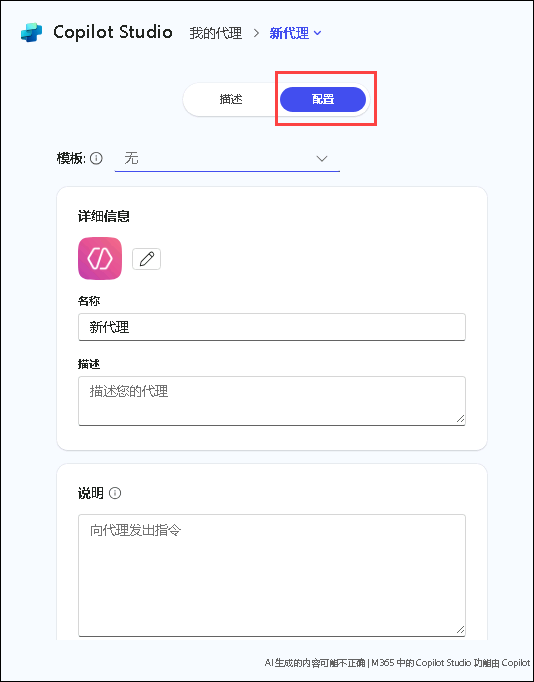 Copilot Studio 我的代理 > 新代理
描述 配置
模板: 无
详细信息
名称
新代理
描述
描述您的代理
说明
向代理发出指令
AI 生成的内容可能不正确 | M365 中的 Copilot Studio 功能由 Copilot